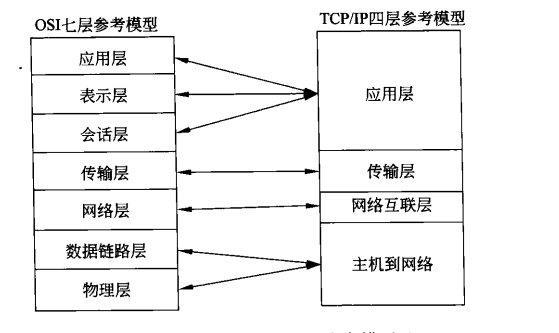 OSI七层参考模型
应用层
表示层
会话层
传输层
网络层
数据链路层
物理层
TCP/IP四层参考模型
应用层
传输层
网络互联层
主机到网络